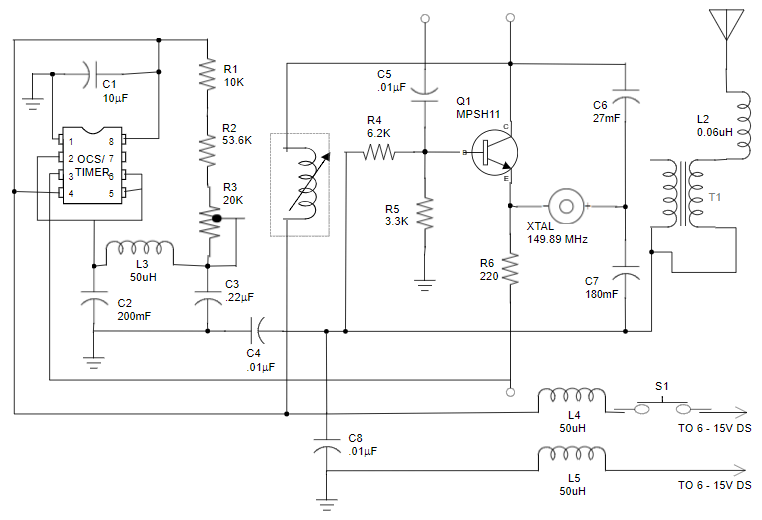 C1
10µF
R1
10K
R2
53.6K
R3
20K
1
8
2
OCS/
7
TIMER
3
6
4
5
L3
50uH
C2
200mF
C3
.22µF
C4
.01µF
C5
.01µF
R4
6.2K
R5
3.3K
Q1
MPSH11
C
B
E
XTAL
149.89 MHz
R6
220
C6
27mF
C7
180mF
L2
0.06uH
T1
C8
.01µF
L4
50uH
S1
TO 6 - 15V DS
L5
50uH
TO 6 - 15V DS